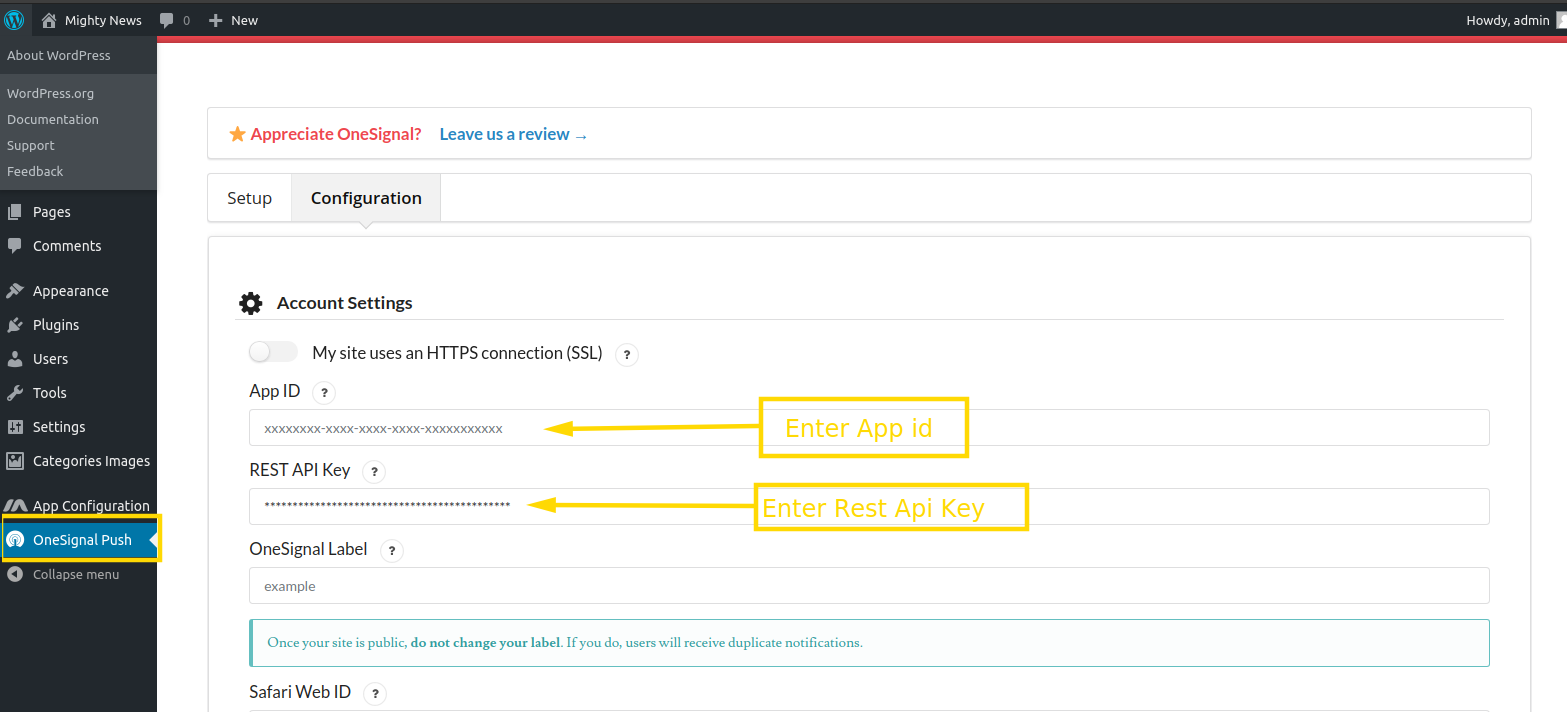 Mighty News 0 New Howdy, admin
About WordPress
WordPress.org
Documentation
Support
Feedback
Pages
Comments
Appearance
Plugins
Users
Tools
Settings
Categories Images
App Configuration
OneSignal Push
Collapse menu
Appreciate OneSignal? Leave us a review →
Setup Configuration
Account Settings
My site uses an HTTPS connection (SSL) ?
App ID ?
xxxxxxxx-xxxx-xxxx-xxxx-xxxxxxxxxxx
Enter App id
REST API Key ?
********************************************
Enter Rest Api Key
OneSignal Label ?
example
Once your site is public, do not change your label. If you do, users will receive duplicate notifications.
Safari Web ID ?